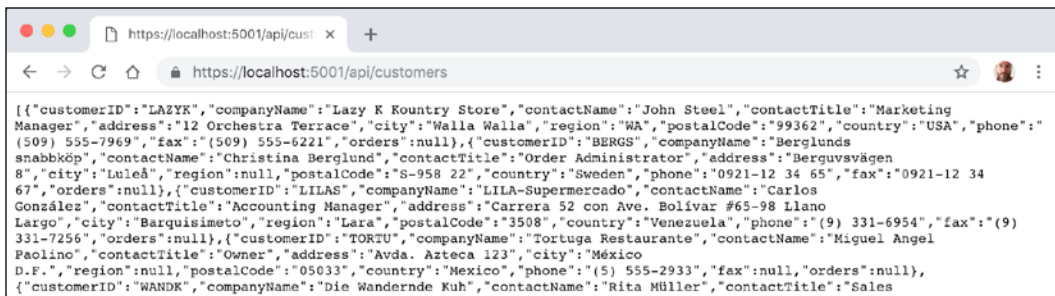 https://localhost:5001/api/cust
https://localhost:5001/api/customers
[{"customerID":"LAZYK","companyName":"Lazy K Kountry Store","contactName":"John Steel","contactTitle":"Marketing
Manager","address":"12 Orchestra Terrace","city":"Walla Walla","region":"WA","postalCode":"99362","country":"USA","phone":"
(509) 555-7969","fax":"(509) 555-6221","orders":null},{"customerID":"BERGS","companyName":"Berglunds
snabbköp","contactName":"Christina Berglund","contactTitle":"Order Administrator","address":"Berguvsvägen
8","city":"Luleå","region":null,"postalCode":"S-958 22","country":"Sweden","phone":"0921-12 34 65","fax":"0921-12 34
67","orders":null},{"customerID":"LILAS","companyName":"LILA-Supermercado","contactName":"Carlos
González","contactTitle":"Accounting Manager","address":"Carrera 52 con Ave. Bolívar #65-98 Llano
Largo","city":"Barquisimeto","region":"Lara","postalCode":"3508","country":"Venezuela","phone":"(9) 331-6954","fax":"(9)
331-7256","orders":null},{"customerID":"TORTU","companyName":"Tortuga Restaurante","contactName":"Miguel Angel
Paolino","contactTitle":"Owner","address":"Avda. Azteca 123","city":"México
D.F.","region":null,"postalCode":"05033","country":"Mexico","phone":"(5) 555-2933","fax":null,"orders":null},
{"customerID":"WANDK","companyName":"Die Wandernde Kuh","contactName":"Rita Müller","contactTitle":"Sales